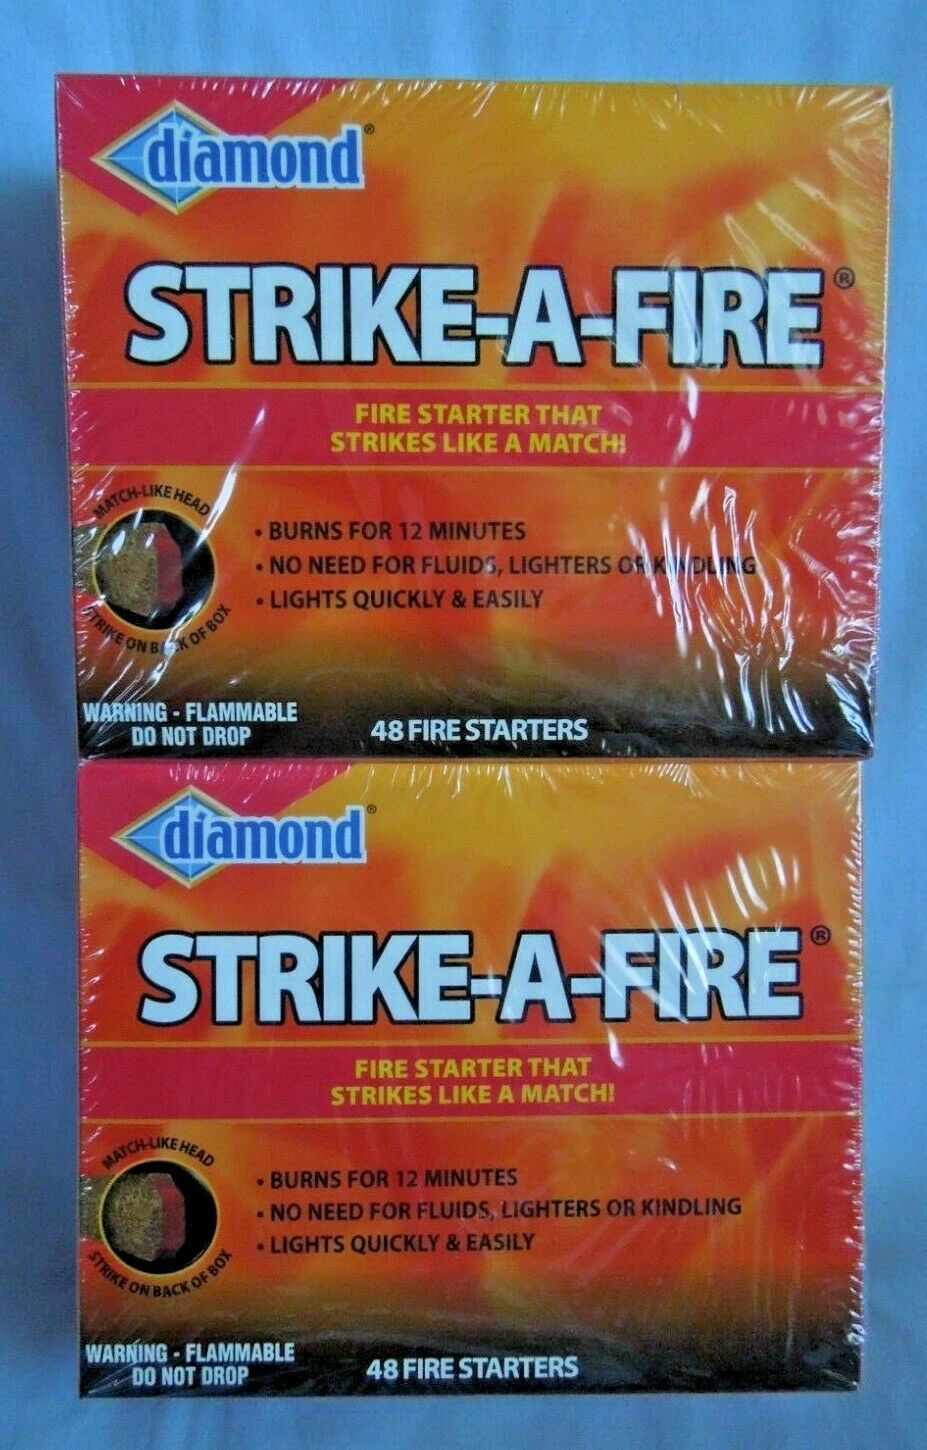 diamond®
STRIKE-A-FIRE®
FIRE STARTER THAT
STRIKES LIKE A MATCH!
MATCH-LIKE HEAD
STRIKE ON BACK OF BOX
• BURNS FOR 12 MINUTES
• NO NEED FOR FLUIDS, LIGHTERS OR KINDLING
• LIGHTS QUICKLY & EASILY
WARNING - FLAMMABLE
DO NOT DROP
48 FIRE STARTERS
diamond®
STRIKE-A-FIRE®
FIRE STARTER THAT
STRIKES LIKE A MATCH!
MATCH-LIKE HEAD
STRIKE ON BACK OF BOX
• BURNS FOR 12 MINUTES
• NO NEED FOR FLUIDS, LIGHTERS OR KINDLING
• LIGHTS QUICKLY & EASILY
WARNING - FLAMMABLE
DO NOT DROP
48 FIRE STARTERS